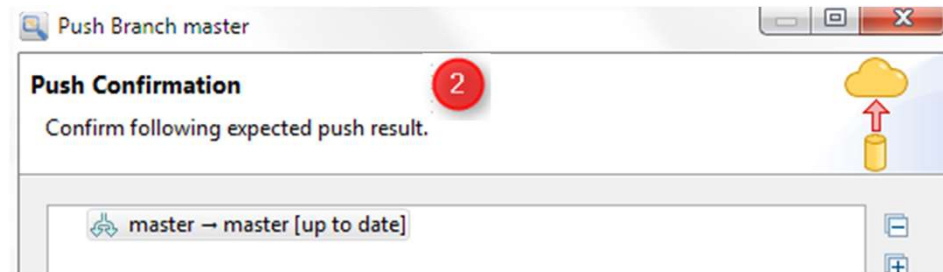 Push Branch master
Push Confirmation
2
Confirm following expected push result.
master → master [up to date]